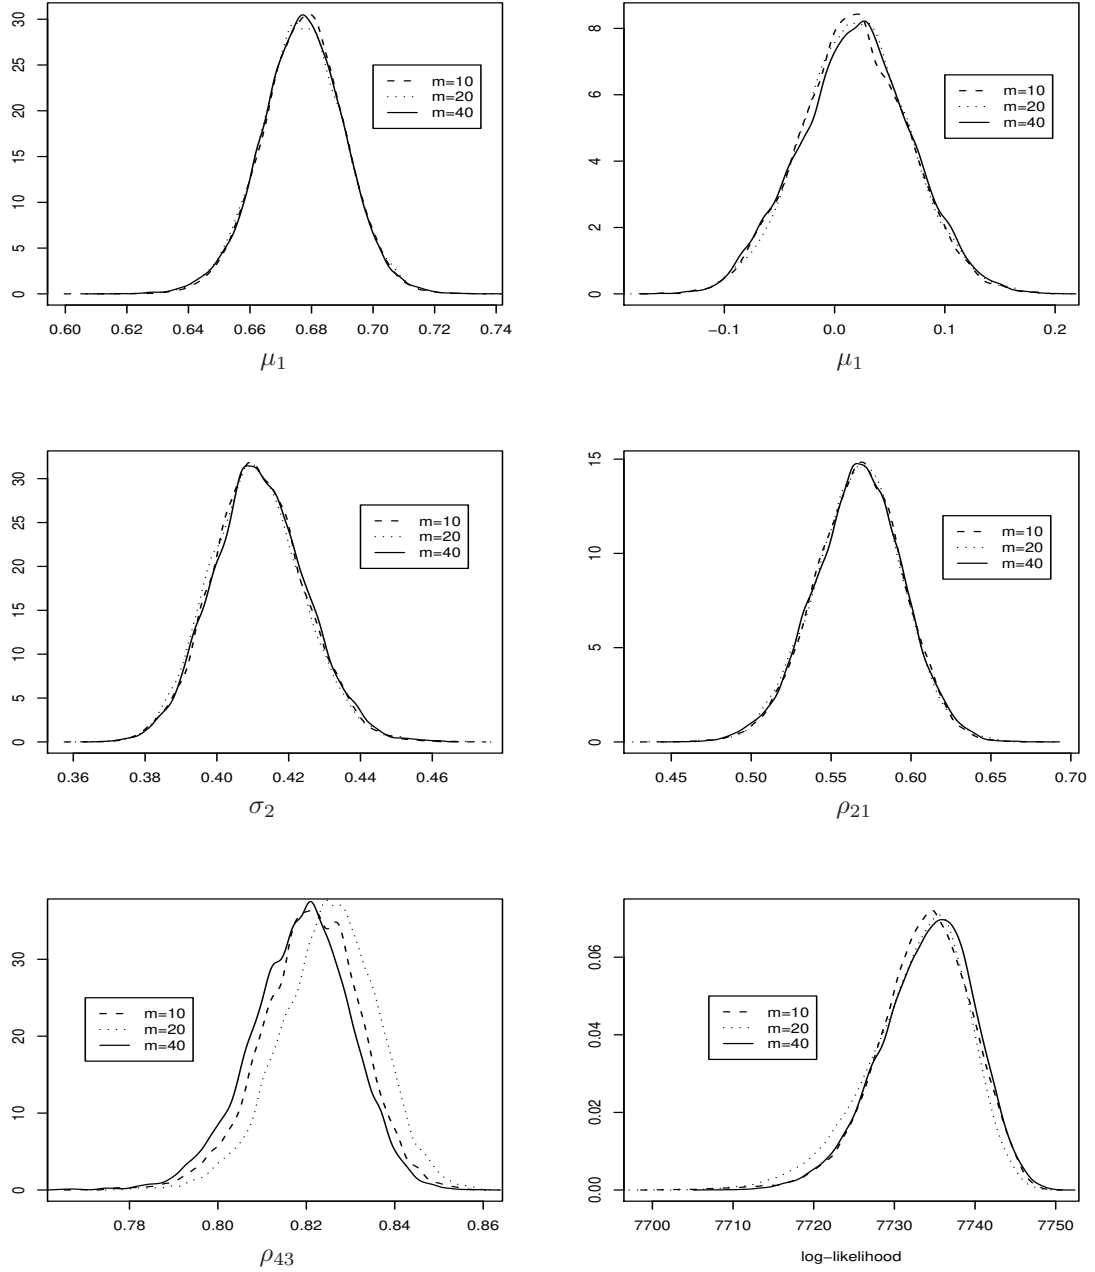 0 5 10 15 20 25 30
m=10
m=20
m=40
0.60 0.62 0.64 0.66 0.68 0.70 0.72 0.74
μ1
0 2 4 6 8
m=10
m=20
m=40
−0.1 0.0 0.1 0.2
μ1
0 5 10 15 20 25 30
m=10
m=20
m=40
0.36 0.38 0.40 0.42 0.44 0.46
σ2
0 5 10 15
m=10
m=20
m=40
0.45 0.50 0.55 0.60 0.65 0.70
ρ21
0 10 20 30
m=10
m=20
m=40
0.78 0.80 0.82 0.84 0.86
ρ43
0.00 0.02 0.04 0.06
m=10
m=20
m=40
7700 7710 7720 7730 7740 7750
log−likelihood